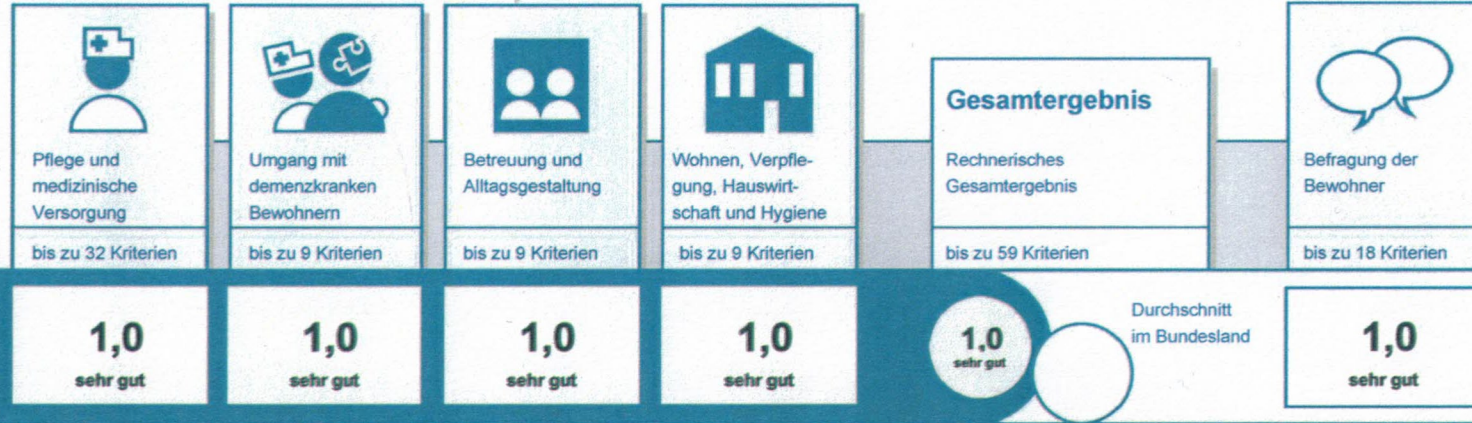 Pflege und
medizinische
Versorgung
bis zu 32 Kriterien
1,0
sehr gut
Umgang mit
demenzkranken
Bewohnern
bis zu 9 Kriterien
1,0
sehr gut
Betreuung und
Alltagsgestaltung
bis zu 9 Kriterien
1,0
sehr gut
Wohnen, Verpfle-
gung, Hauswirt-
schaft und Hygiene
bis zu 9 Kriterien
1,0
sehr gut
Gesamtergebnis
Rechnerisches
Gesamtergebnis
bis zu 59 Kriterien
1,0
sehr gut
Durchschnitt
im Bundesland
Befragung der
Bewohner
bis zu 18 Kriterien
1,0
sehr gut